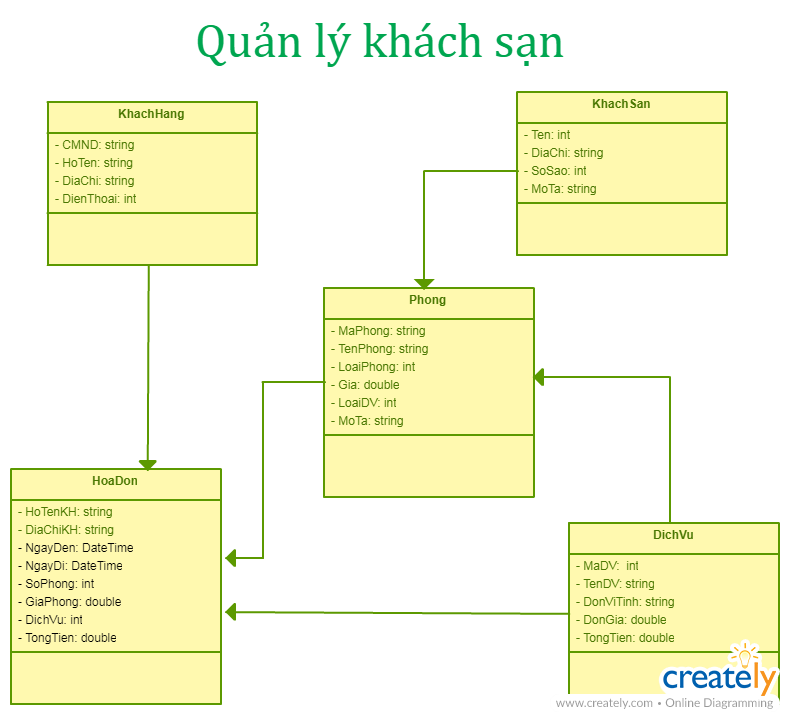 Quản lý khách sạn
KhachHang
- CMND: string
- HoTen: string
- DiaChi: string
- DienThoai: int
KhachSan
- Ten: int
- DiaChi: string
- SoSao: int
- MoTa: string
Phong
- MaPhong: string
- TenPhong: string
- LoaiPhong: int
- Gia: double
- LoaiDV: int
- MoTa: string
HoaDon
- HoTenKH: string
- DiaChiKH: string
- NgayDen: DateTime
- NgayDi: DateTime
- SoPhong: int
- GiaPhong: double
- DichVu: int
- TongTien: double
DichVu
- MaDV: int
- TenDV: string
- DonViTinh: string
- DonGia: double
- TongTien: double
creately
www.creately.com • Online Diagramming